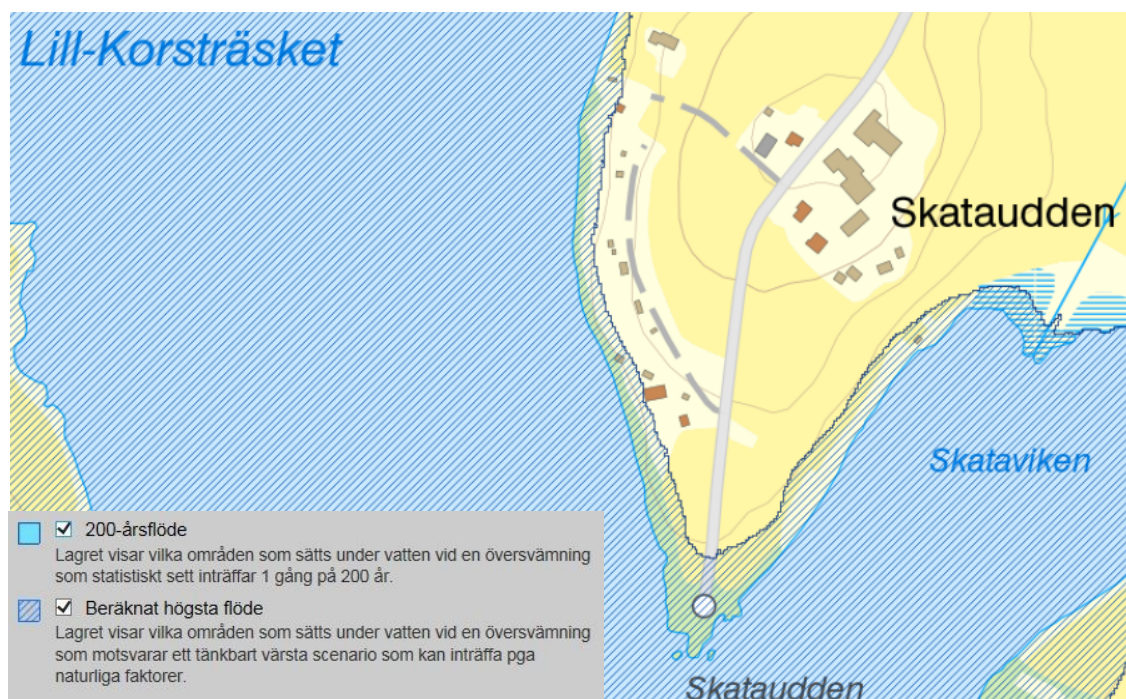 Lill-Korsträsket
Skataudden
Skataviken
200-årsflöde
Lagret visar vilka områden som sätts under vatten vid en översvämning
som statistiskt sett inträffar 1 gång på 200 år.
Beräknat högsta flöde
Lagret visar vilka områden som sätts under vatten vid en översvämning
som motsvarar ett tänkbart värsta scenario som kan inträffa pga
naturliga faktorer.
Skataudden